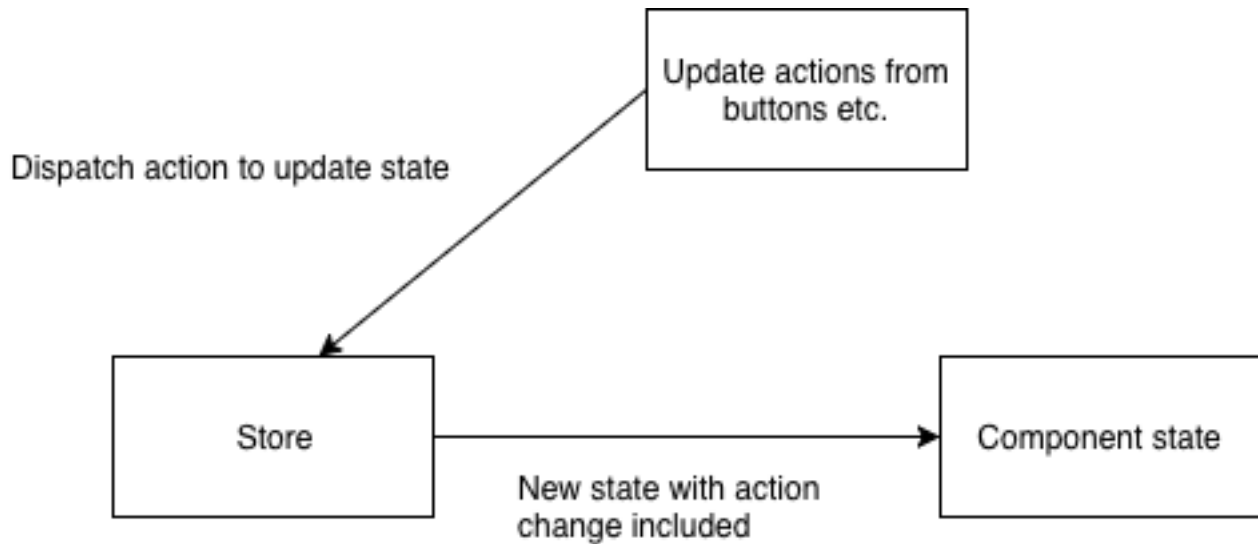 Update actions from
buttons etc.
Dispatch action to update state
Store
Component state
New state with action
change included